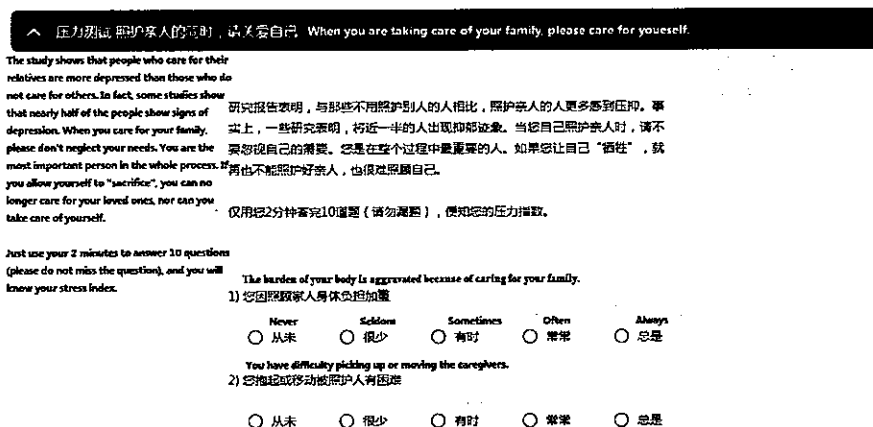 压力测试 照护亲人的同时，请关爱自己 When you are taking care of your family, please care for youeself.
The study shows that people who care for their
relatives are more depressed than those who do
not care for others. In fact, some studies show
that nearly half of the people show signs of
depression. When you care for your family,
please don't neglect your needs. You are the
most important person in the whole process. If
you allow yourself to "sacrifice", you can no
longer care for your loved ones, nor can you
take care of yourself.
Just use your 2 minutes to answer 10 questions
(please do not miss the question), and you will
know your stress index.
研究报告表明，与那些不用照护别人的人相比，照护亲人的人更多感到压抑。事
实上，一些研究表明，将近一半的人出现抑郁迹象。当您自己照护亲人时，请不
要忽视自己的需要。您是在整个过程中最重要的人。如果您让自己“牺牲”，就
再也不能照护好亲人，也很难照顾自己。
仅用您2分钟答完10道题（请勿漏题），便知您的压力指数。
The burden of your body is aggravated because of caring for your family.
1) 您因照顾家人身体负担加重
Never Seldom Sometimes Often Always
从未 很少 有时 常常 总是
You have difficulty picking up or moving the caregivers.
2) 您抱起或移动被照护人有困难
从未 很少 有时 常常 总是